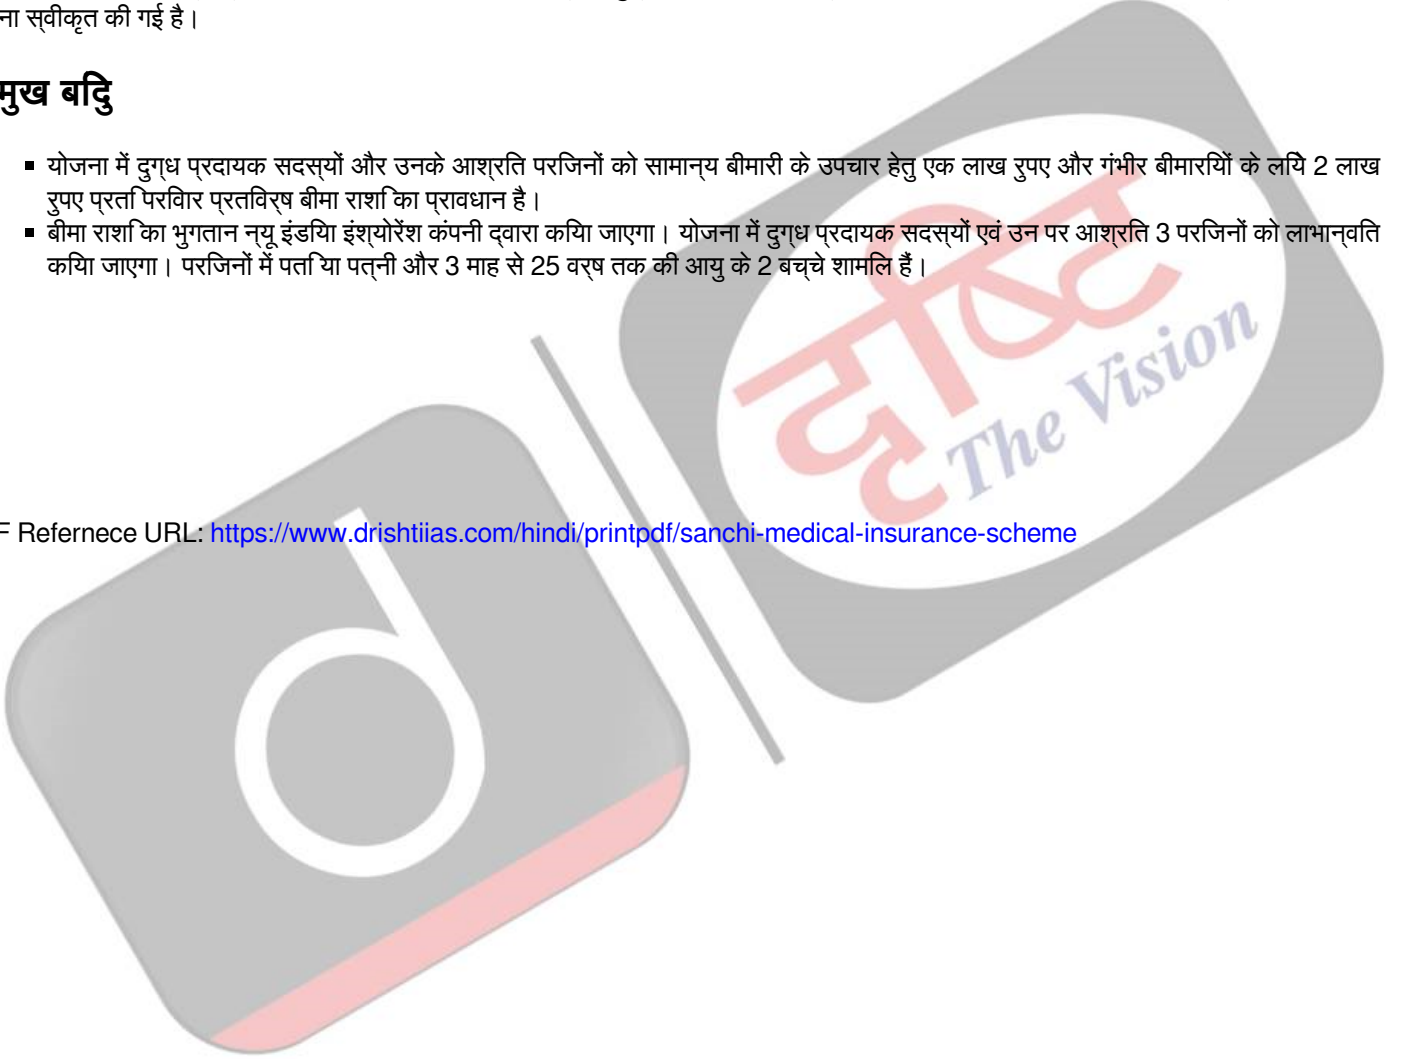 ना स्वीकृत की गई है।
मुख बिंदु
योजना में दुग्ध प्रदायक सदस्यों और उनके आश्रित परिजनों को सामान्य बीमारी के उपचार हेतु एक लाख रुपए और गंभीर बीमारियों के लिये 2 लाख
रुपए प्रति परिवार प्रतिवर्ष बीमा राशि का प्रावधान है।
बीमा राशि का भुगतान न्यू इंडिया इंश्योरेंश कंपनी द्वारा किया जाएगा। योजना में दुग्ध प्रदायक सदस्यों एवं उन पर आश्रित 3 परिजनों को लाभान्वित
किया जाएगा। परिजनों में पति या पत्नी और 3 माह से 25 वर्ष तक की आयु के 2 बच्चे शामिल हैं।
दृष्टि
The Vision
F Refernece URL: https://www.drishtiias.com/hindi/printpdf/sanchi-medical-insurance-scheme
d